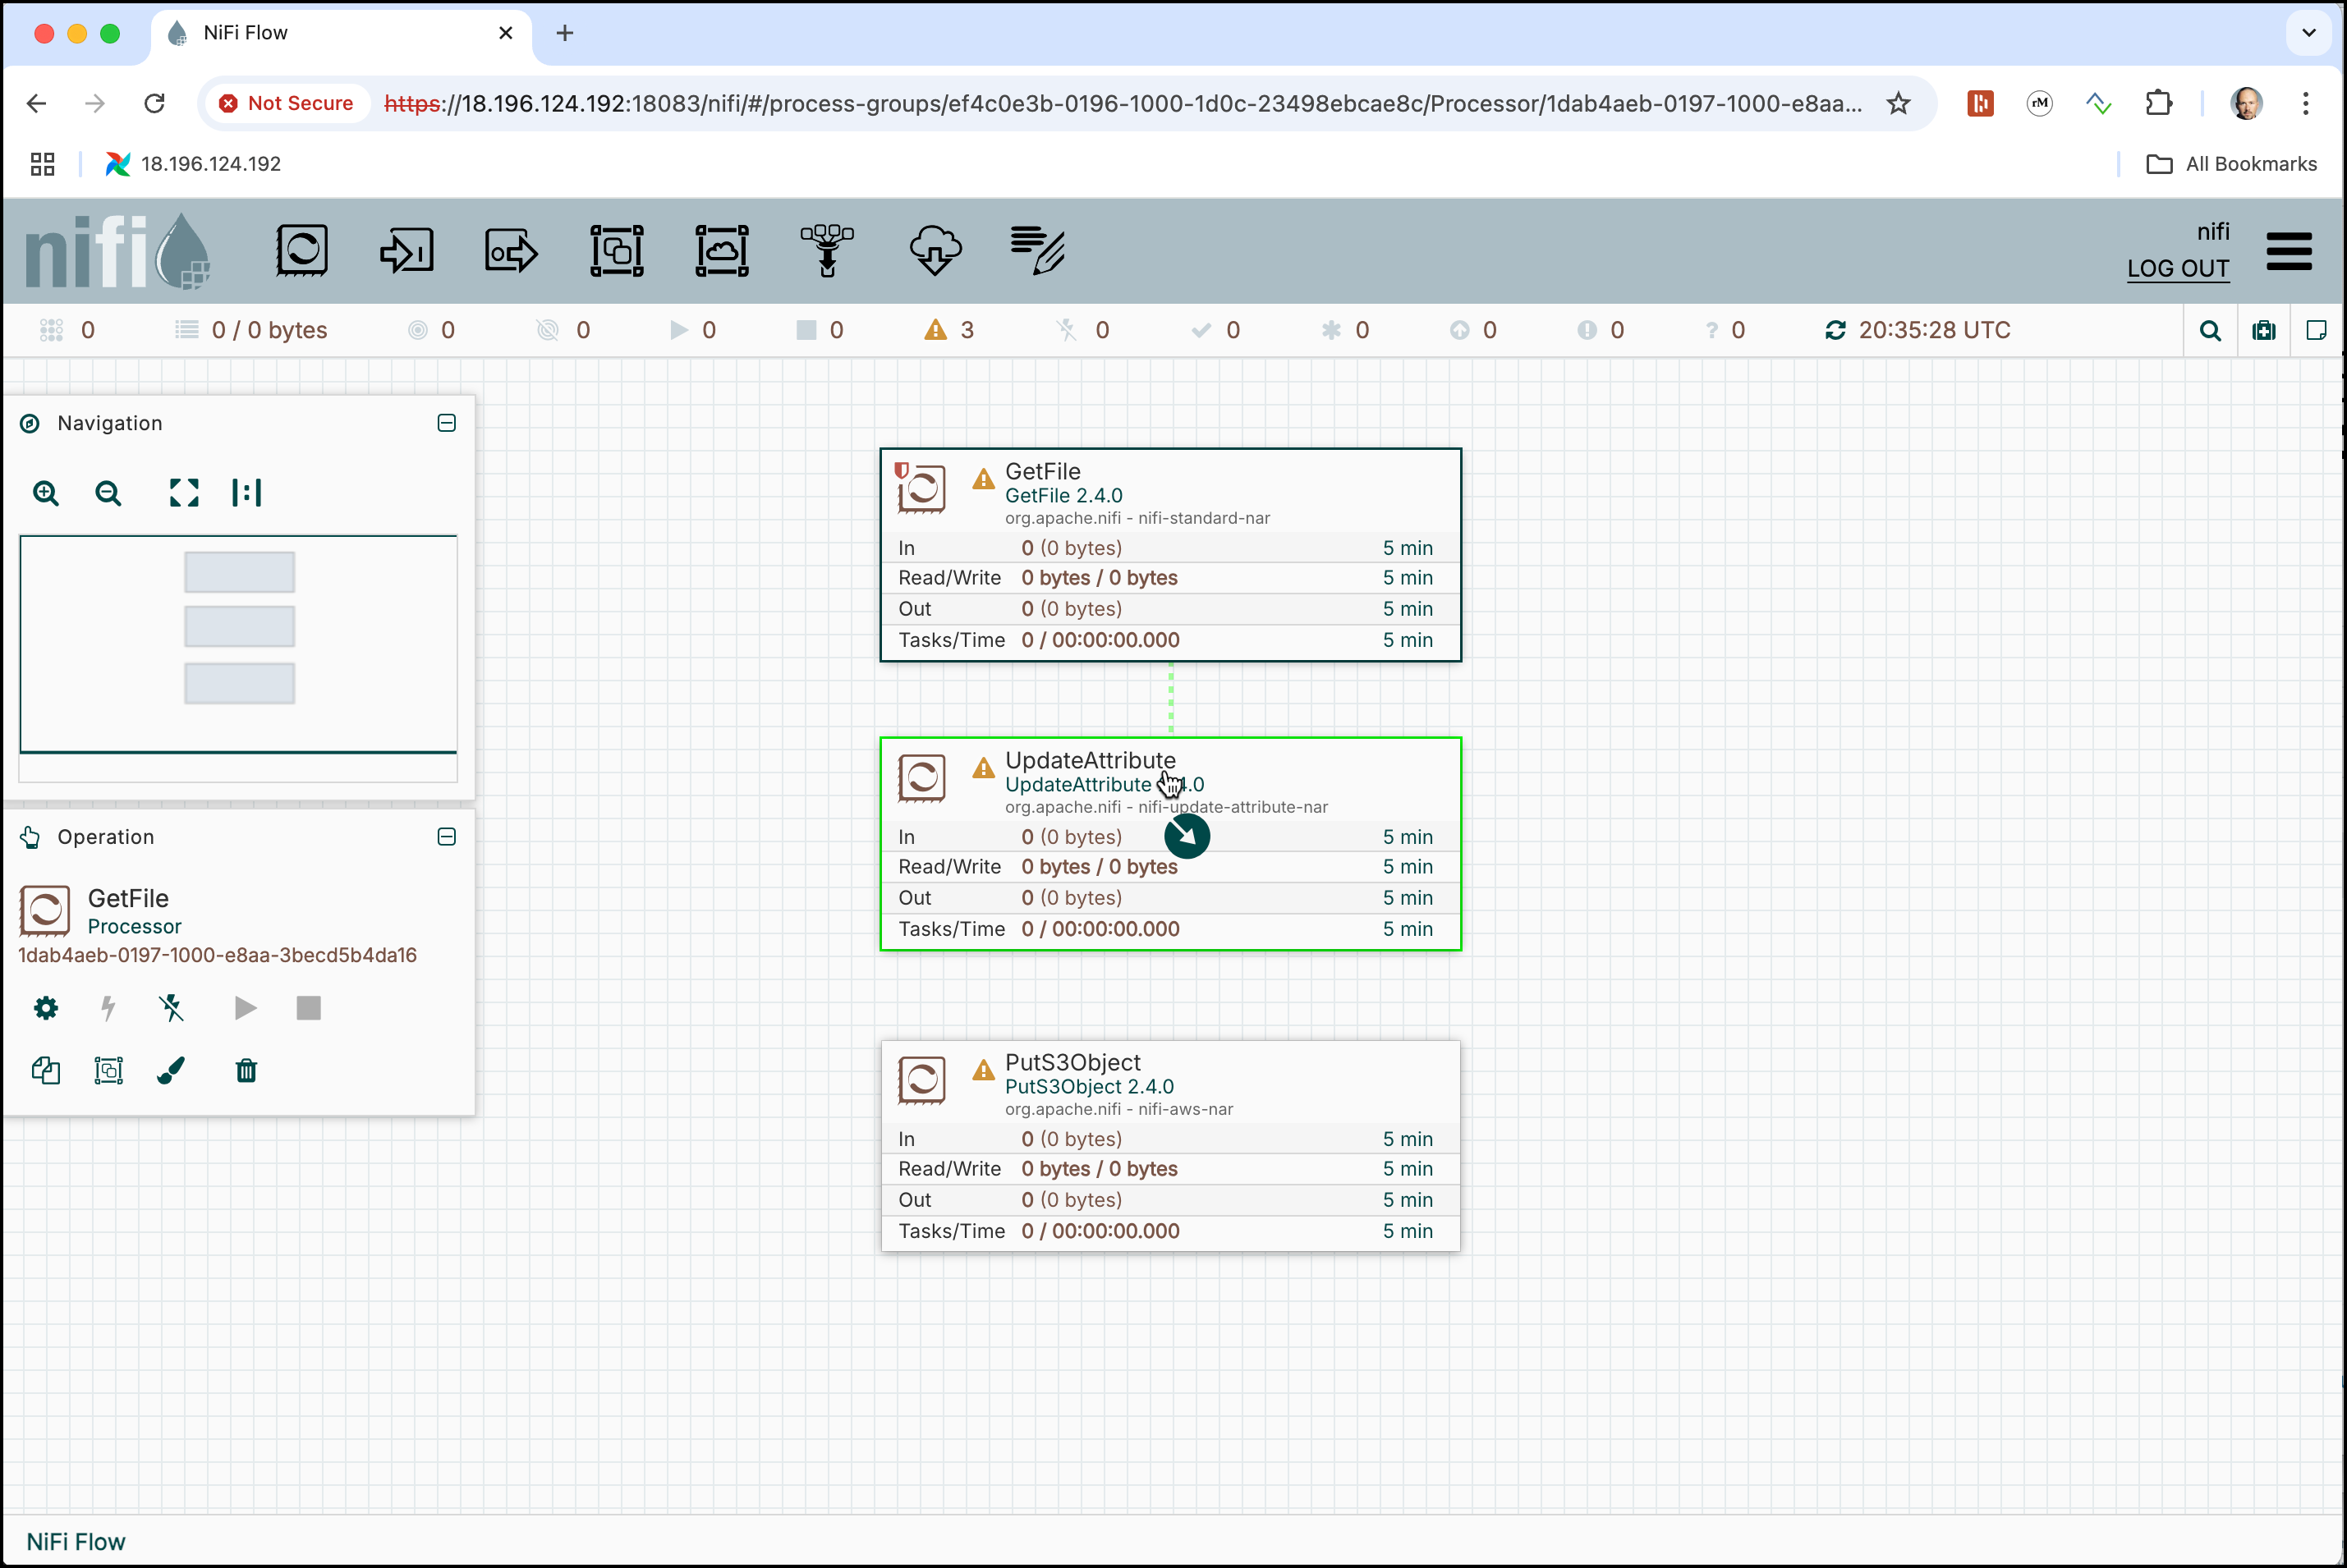 NiFi Flow
Not Secure https://18.196.124.192:18083/nifi/#/process-groups/ef4c0e3b-0196-1000-1d0c-23498ebcae8c/Processor/1dab4aeb-0197-1000-e8aa...
rM
18.196.124.192
All Bookmarks
nifi
nifi
LOG OUT
0 0 / 0 bytes 0 0 0 0 3 0 0 0 0 0 ? 0 20:35:28 UTC
Navigation
Operation
GetFile
Processor
1dab4aeb-0197-1000-e8aa-3becd5b4da16
GetFile
GetFile 2.4.0
org.apache.nifi - nifi-standard-nar
In 0 (0 bytes) 5 min
Read/Write 0 bytes / 0 bytes 5 min
Out 0 (0 bytes) 5 min
Tasks/Time 0 / 00:00:00.000 5 min
UpdateAttribute
UpdateAttribute 4.0
org.apache.nifi - nifi-update-attribute-nar
In 0 (0 bytes) 5 min
Read/Write 0 bytes / 0 bytes 5 min
Out 0 (0 bytes) 5 min
Tasks/Time 0 / 00:00:00.000 5 min
PutS3Object
PutS3Object 2.4.0
org.apache.nifi - nifi-aws-nar
In 0 (0 bytes) 5 min
Read/Write 0 bytes / 0 bytes 5 min
Out 0 (0 bytes) 5 min
Tasks/Time 0 / 00:00:00.000 5 min
NiFi Flow